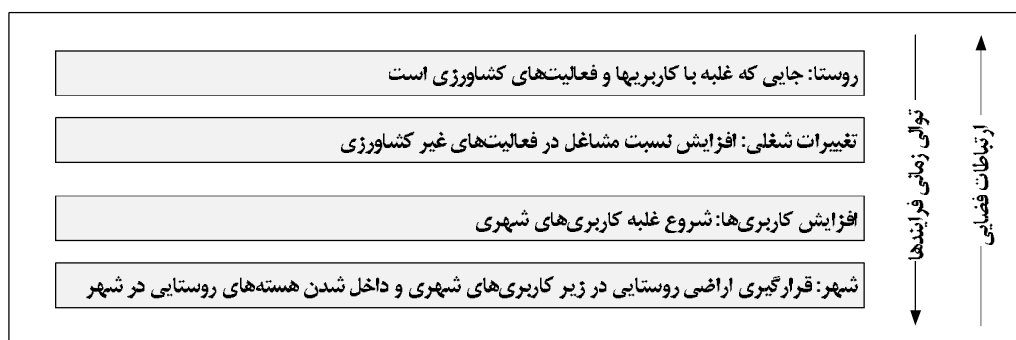 روستا: جایی که غلبه با کاربریها و فعالیت‌های کشاورزی است
تغییرات شغلی: افزایش نسبت مشاغل در فعالیت‌های غیر کشاورزی
افزایش کاربری‌ها: شروع غلبه کاربری‌های شهری
شهر: قرارگیری اراضی روستایی در زیر کاربری‌های شهری و داخل شدن هسته‌های روستایی در شهر
توالی زمانی فرایندها
ارتباطات فضایی